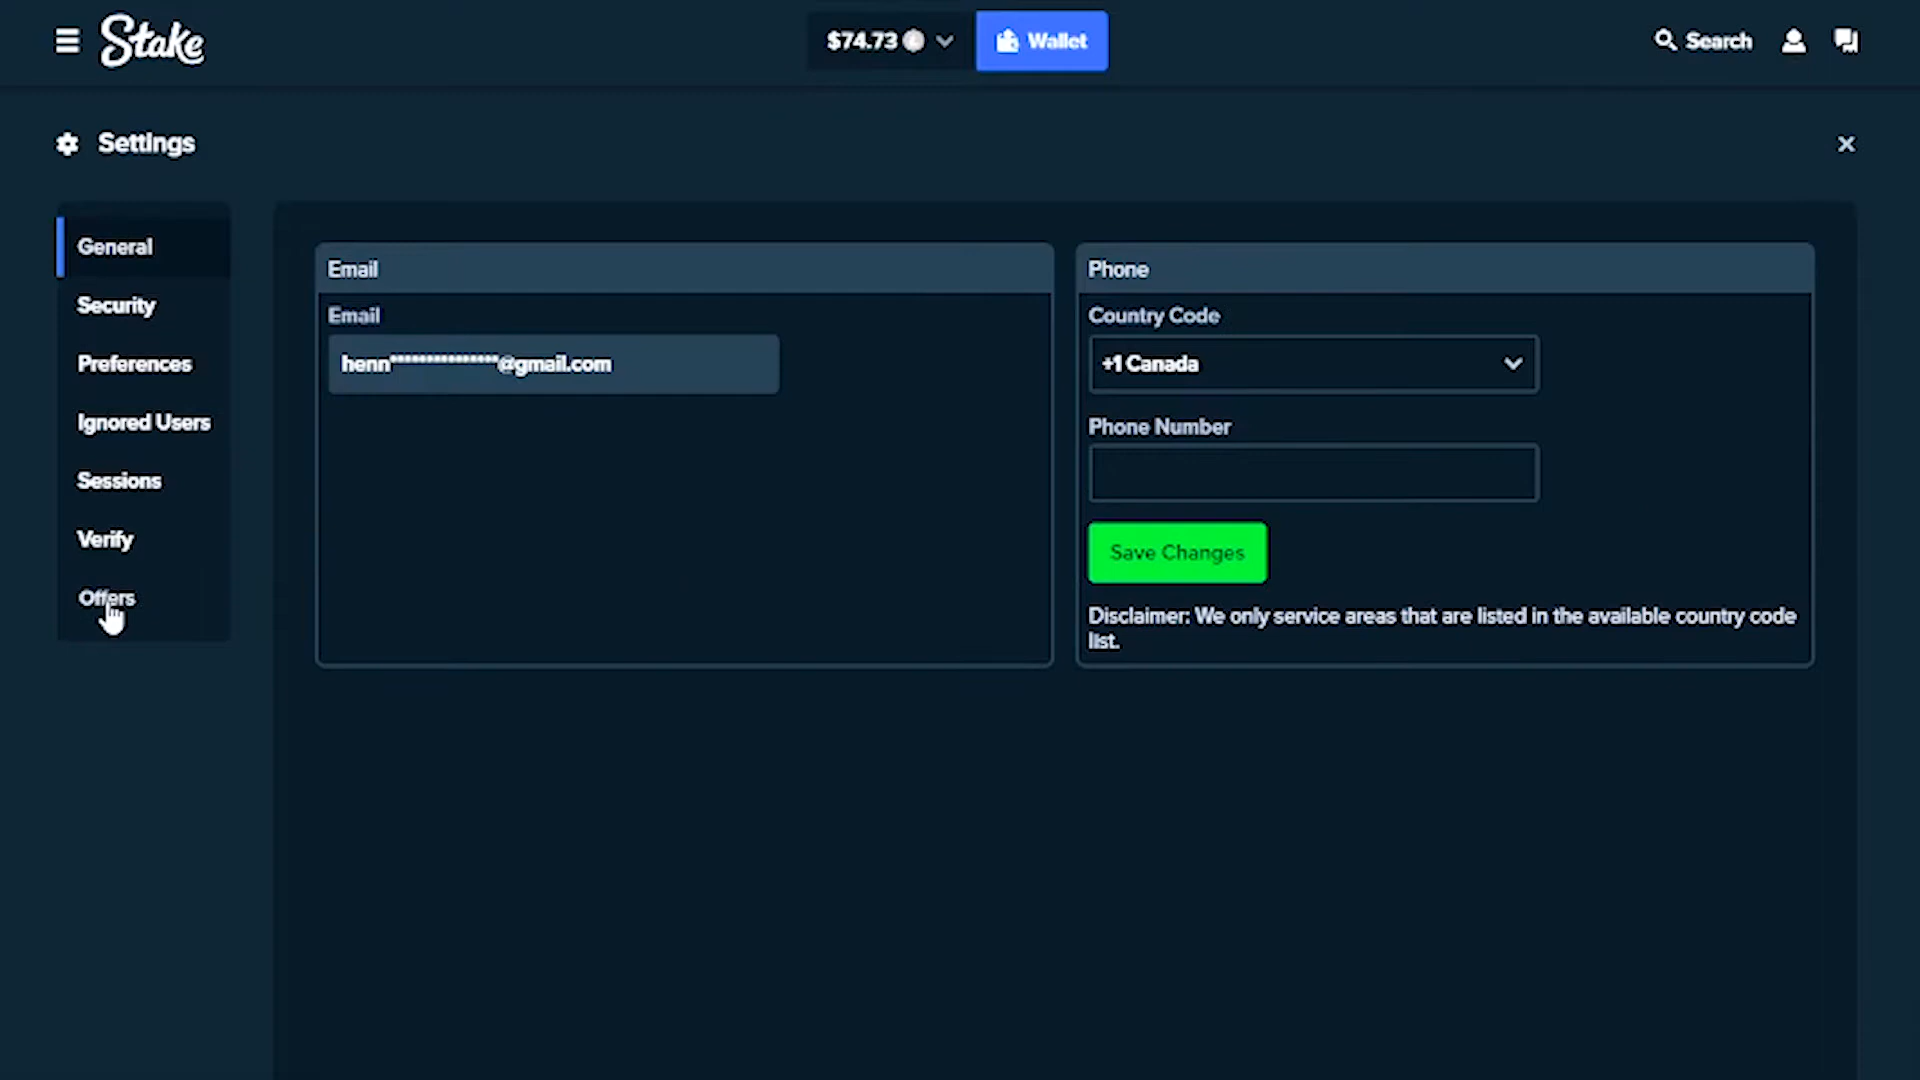 Stake
$74.73
Wallet
Search
Settings
General
Security
Preferences
Ignored Users
Sessions
Verify
Offers
Email
Email
henn***************@gmail.com
Phone
Country Code
+1 Canada
Phone Number
Save Changes
Disclaimer: We only service areas that are listed in the available country code
list.